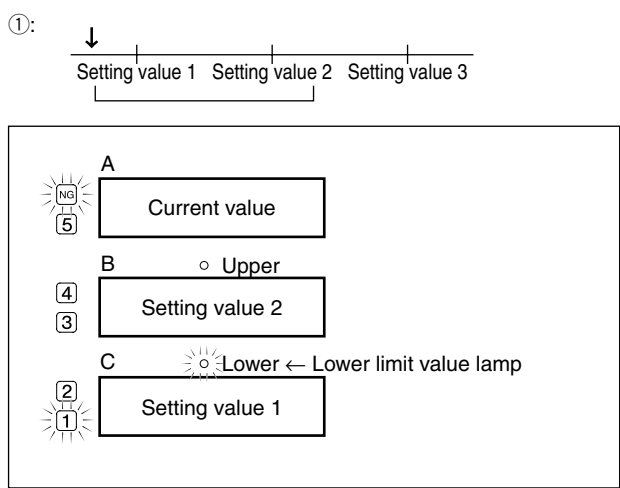 ①:
↓
Setting value 1 Setting value 2 Setting value 3
A
NG
Current value
5
B
○ Upper
4
Setting value 2
3
C
○ Lower ← Lower limit value lamp
2
Setting value 1
1